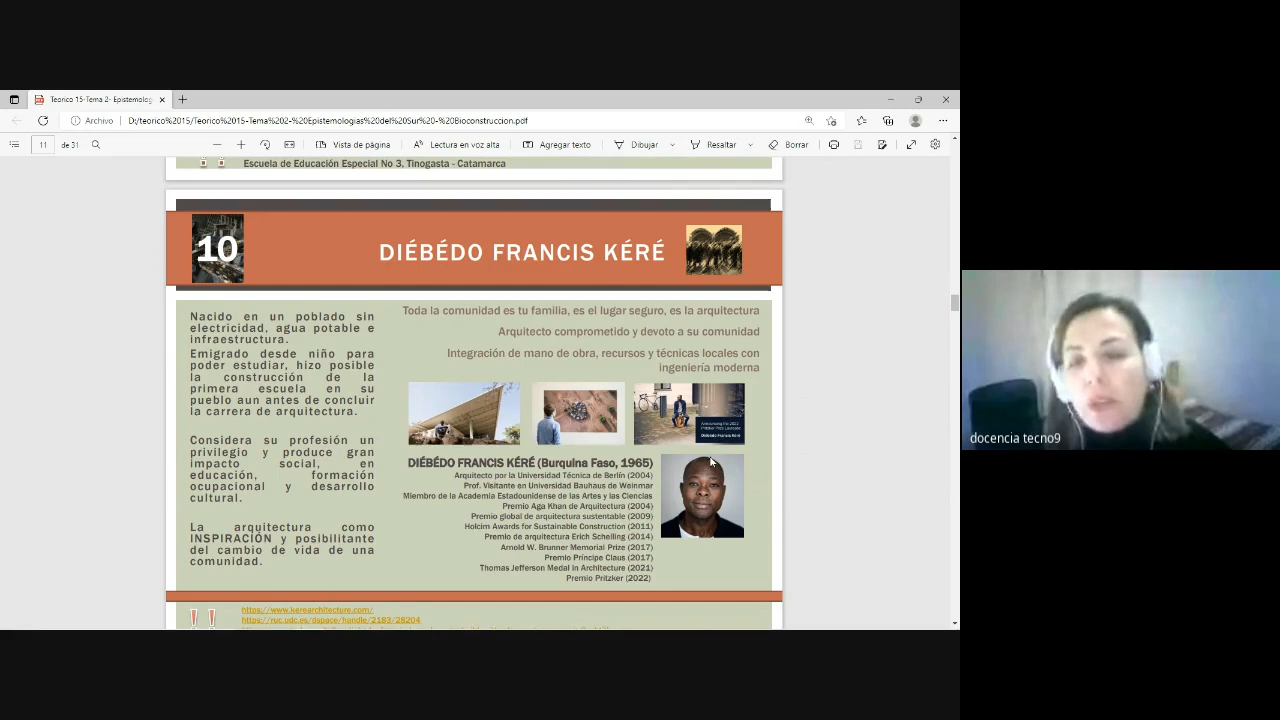 Teorico 15-Tema 2- Epistemolog
Archivo
D:/teorico%2015/Teorico%2015-Tema%202-%20Epistemologias%20del%20Sur%20-%20Bioconstruccion.pdf
11 de 31
Vista de página
Lectura en voz alta
Agregar texto
Dibujar
Resaltar
Borrar
Escuela de Educación Especial No 3, Tinogasta - Catamarca
10
DIÉBÉDO FRANCIS KÉRÉ
Nacido en un poblado sin
electricidad, agua potable e
infraestructura.
Emigrado desde niño para
poder estudiar, hizo posible
la construcción de la
primera escuela en su
pueblo aun antes de concluir
la carrera de arquitectura.
Considera su profesión un
privilegio y produce gran
impacto social, en
educación, formación
ocupacional y desarrollo
cultural.
La arquitectura como
INSPIRACIÓN y posibilitante
del cambio de vida de una
comunidad.
Toda la comunidad es tu familia, es el lugar seguro, es la arquitectura
Arquitecto comprometido y devoto a su comunidad
Integración de mano de obra, recursos y técnicas locales con
ingeniería moderna
Announcing the 2022
Pritzker Prize Laureate
Diébédo Francis Kéré
DIÉBÉDO FRANCIS KÉRÉ (Burquina Faso, 1965)
Arquitecto por la Universidad Técnica de Berlín (2004)
Prof. Visitante en Universidad Bauhaus de Weinmar
Miembro de la Academia Estadounidense de las Artes y las Ciencias
Premio Aga Khan de Arquitectura (2004)
Premio global de arquitectura sustentable (2009)
Holcim Awards for Sustainable Construction (2011)
Premio de arquitectura Erich Schelling (2014)
Arnold W. Brunner Memorial Prize (2017)
Premio Príncipe Claus (2017)
Thomas Jefferson Medal in Architecture (2021)
Premio Pritzker (2022)
https://www.kerearchitecture.com/
https://ruc.udc.es/dspace/handle/2183/28204
docencia tecno9